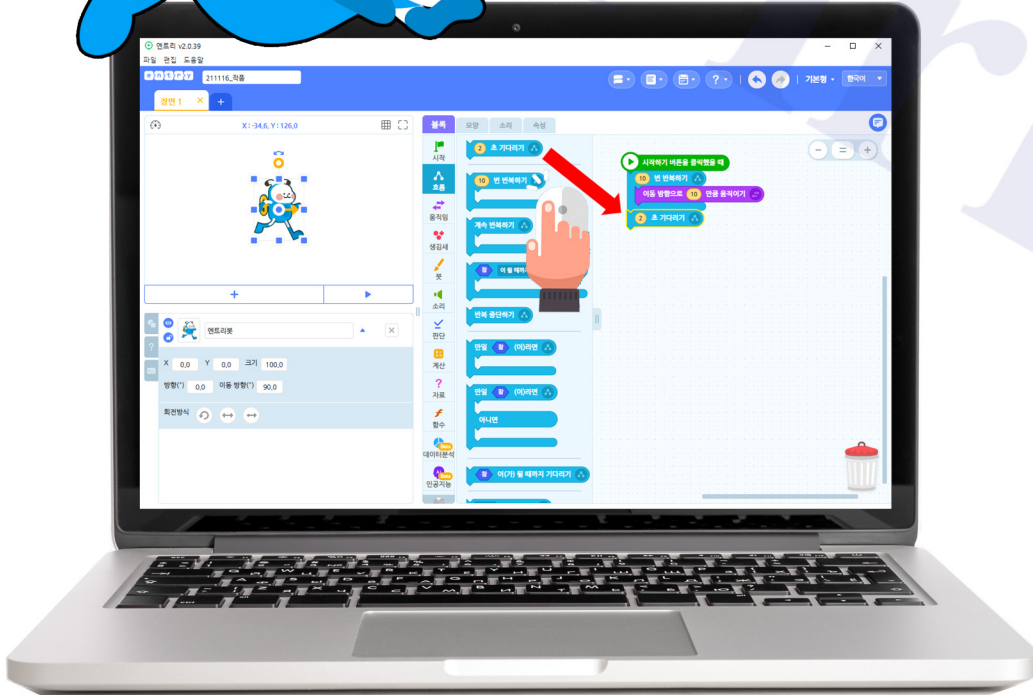 엔트리 v2.0.39
파일 편집 도움말
entry 211116_작품 기본형 한국어
장면 1
X : -34.6, Y : 126.0
블록 모양 소리 속성
시작
흐름
움직임
생김새
붓
소리
판단
계산
? 자료
함수
데이터분석
인공지능
2 초 기다리기
10 번 반복하기
계속 반복하기
참 이 될 때까지
반복 중단하기
만일 참 (이)라면
만일 참 (이)라면
아니면
참 이(가) 될 때까지 기다리기
시작하기 버튼을 클릭했을 때
10 번 반복하기
이동 방향으로 10 만큼 움직이기
2 초 기다리기
엔트리봇
X 0.0 Y 0.0 크기 100.0
방향(°) 0.0 이동 방향(°) 90.0
회전방식